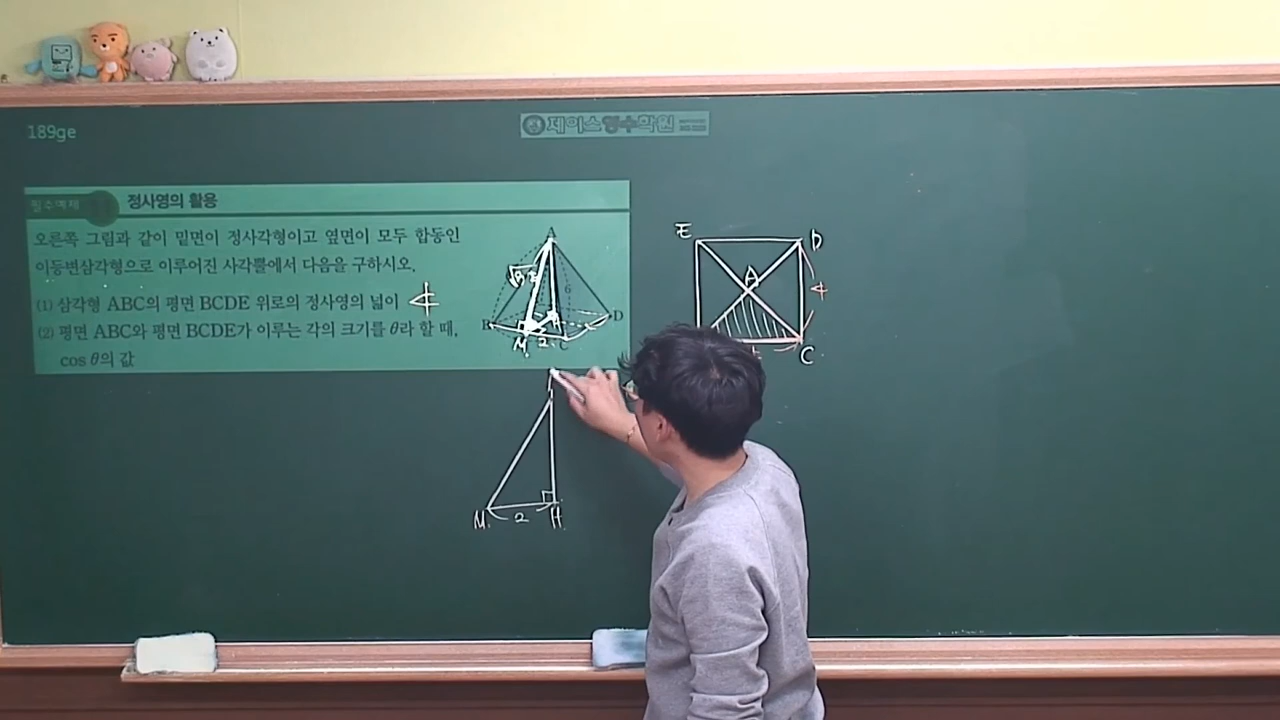 189ge
제이스영수학원
필수예제
정사영의 활용
오른쪽 그림과 같이 밑면이 정사각형이고 옆면이 모두 합동인
이등변삼각형으로 이루어진 사각뿔에서 다음을 구하시오.
(1) 삼각형 ABC의 평면 BCDE 위로의 정사영의 넓이 4
(2) 평면 ABC와 평면 BCDE가 이루는 각의 크기를 θ라 할 때,
cos θ의 값
A
6
B
D
M
2
C
E
D
A
4
C
M
2
H